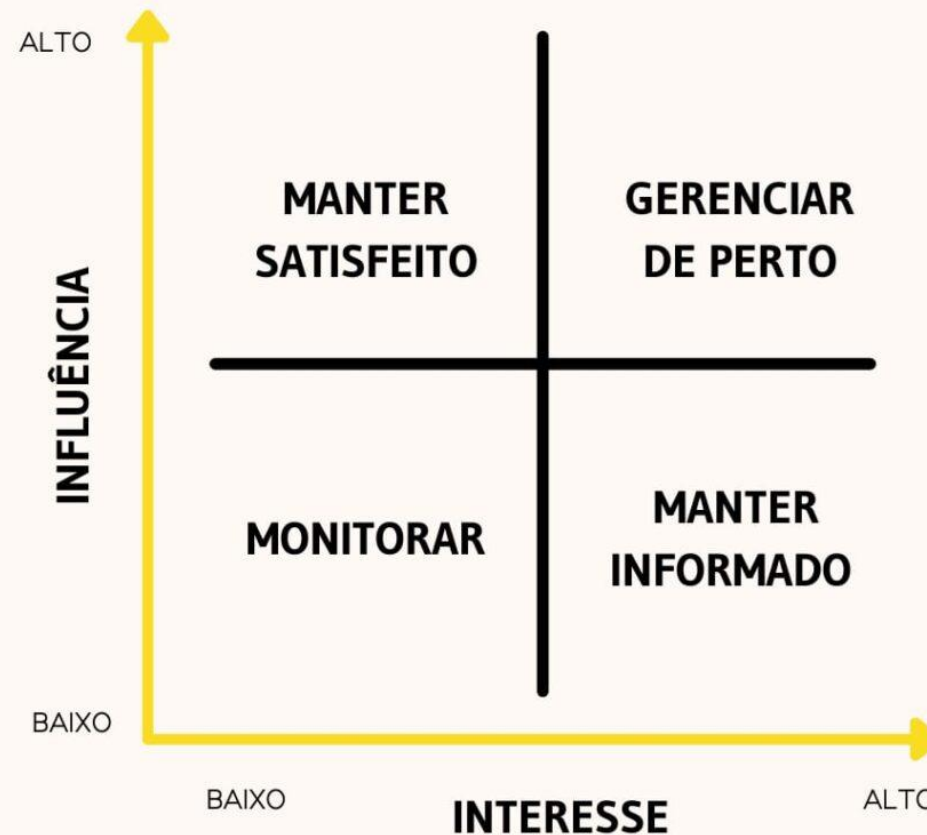 ALTO
MANTER
SATISFEITO
GERENCIAR
DE PERTO
INFLUÊNCIA
MONITORAR
MANTER
INFORMADO
BAIXO
BAIXO
INTERESSE
ALTO